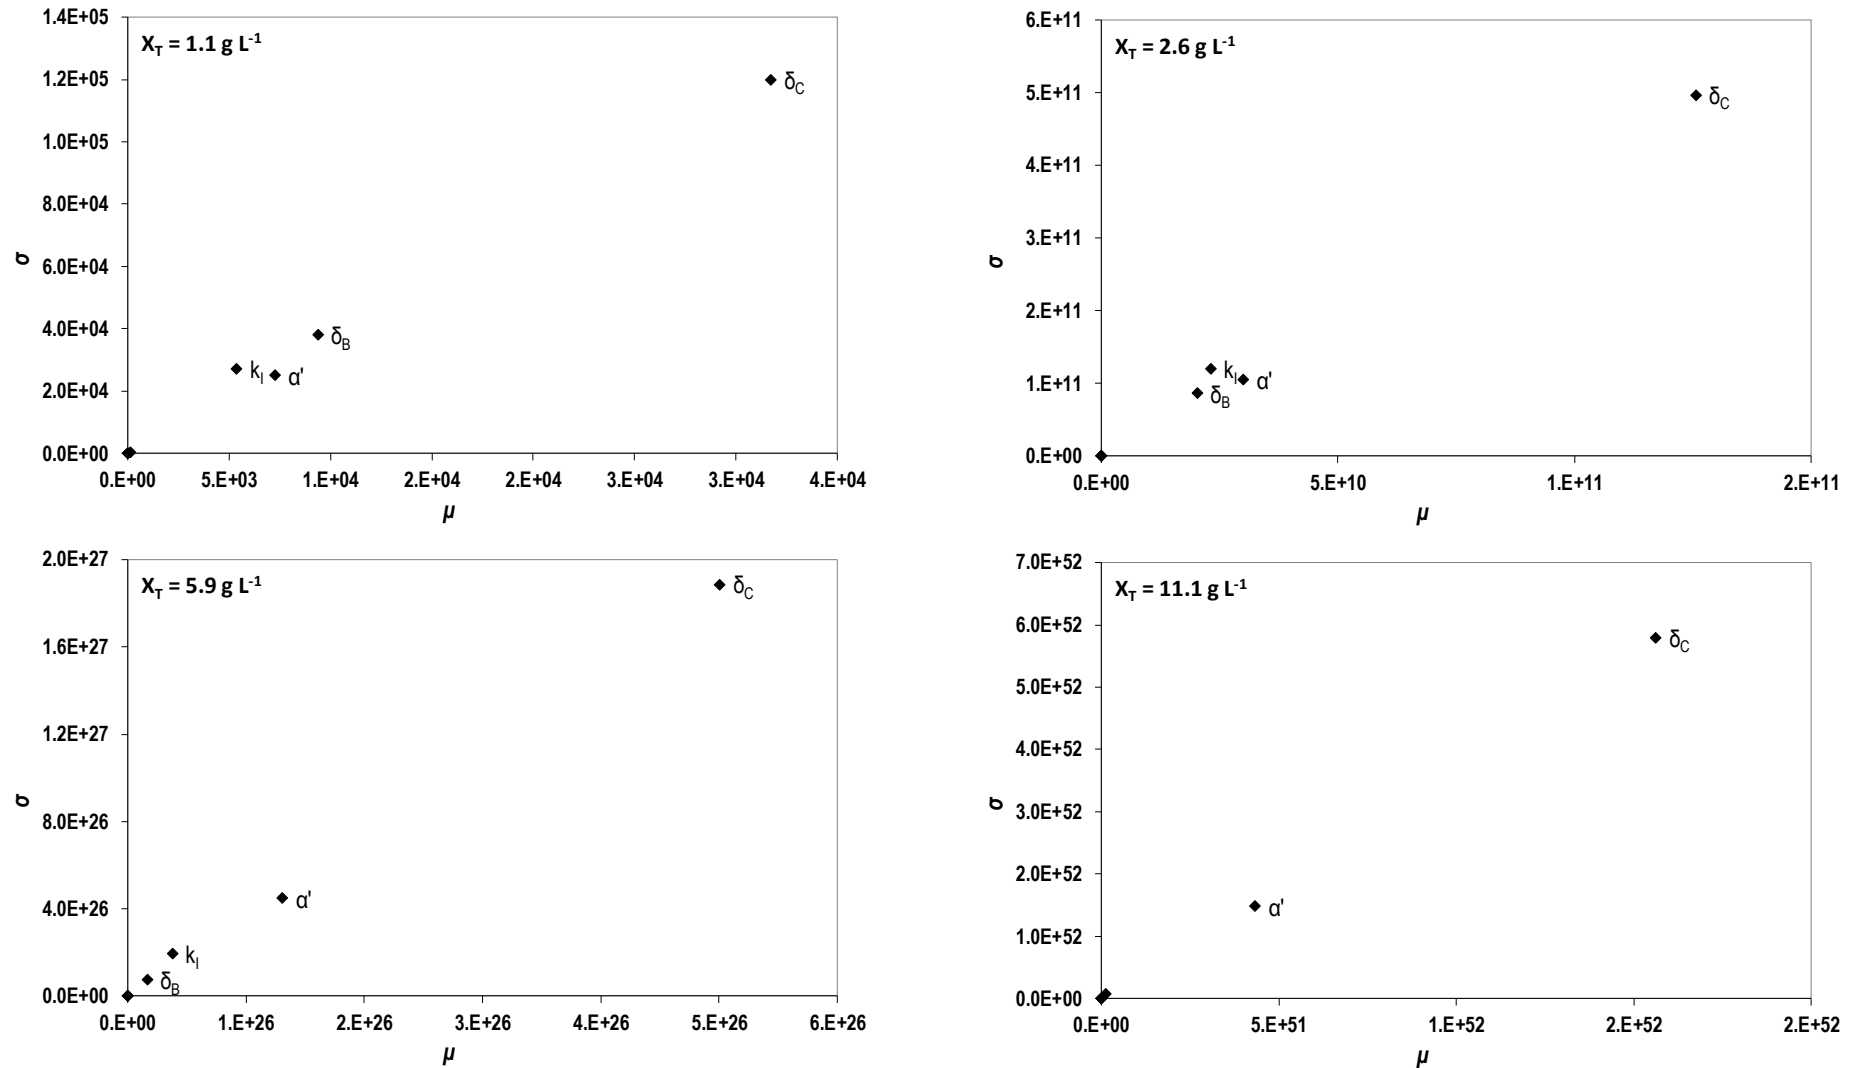 X_T = 1.1 g L^-1
1.4E+05
1.2E+05
1.0E+05
8.0E+04
6.0E+04
4.0E+04
2.0E+04
0.0E+00
σ
δ_C
δ_B
k_I
α'
0.E+00 5.E+03 1.E+04 2.E+04 2.E+04 3.E+04 3.E+04 4.E+04
μ
X_T = 2.6 g L^-1
6.E+11
5.E+11
4.E+11
3.E+11
2.E+11
1.E+11
0.E+00
σ
δ_C
k_I
α'
δ_B
0.E+00 5.E+10 1.E+11 2.E+11
μ
X_T = 5.9 g L^-1
2.0E+27
1.6E+27
1.2E+27
8.0E+26
4.0E+26
0.0E+00
σ
δ_C
α'
k_I
δ_B
0.E+00 1.E+26 2.E+26 3.E+26 4.E+26 5.E+26 6.E+26
μ
X_T = 11.1 g L^-1
7.0E+52
6.0E+52
5.0E+52
4.0E+52
3.0E+52
2.0E+52
1.0E+52
0.0E+00
σ
δ_C
α'
0.E+00 5.E+51 1.E+52 2.E+52 2.E+52
μ